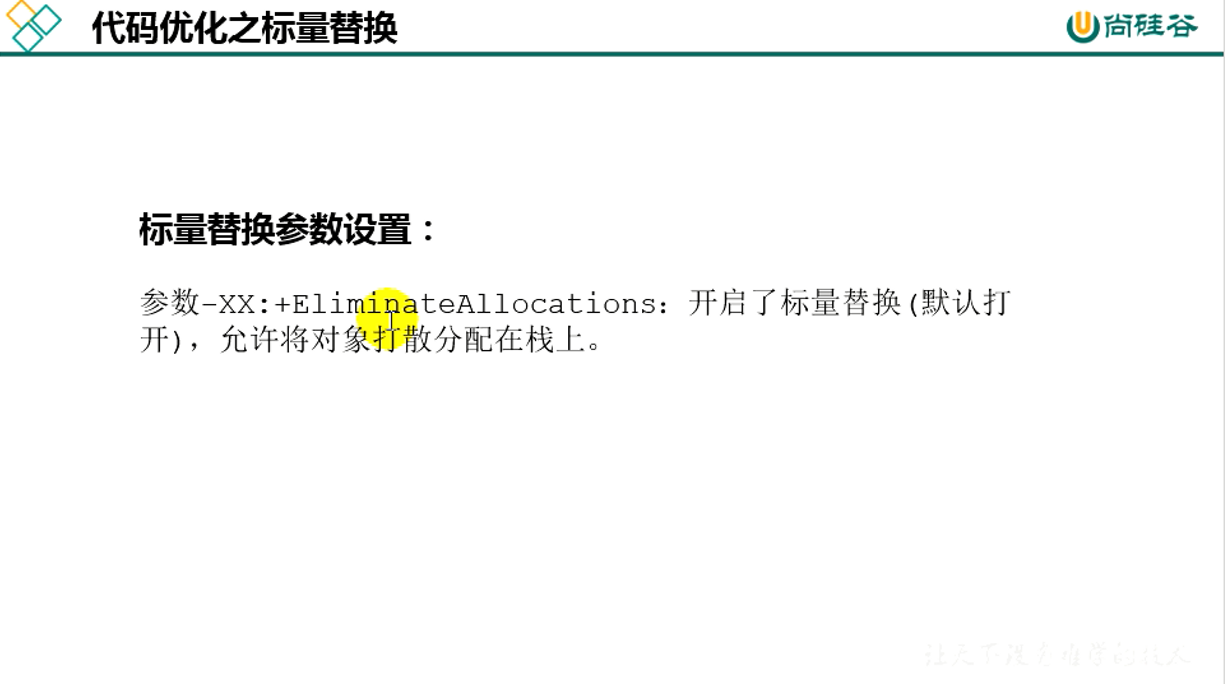 代码优化之标量替换
尚硅谷
标量替换参数设置：
参数-XX:+EliminateAllocations：开启了标量替换(默认打
开)，允许将对象打散分配在栈上。
让天下没有难学的技术